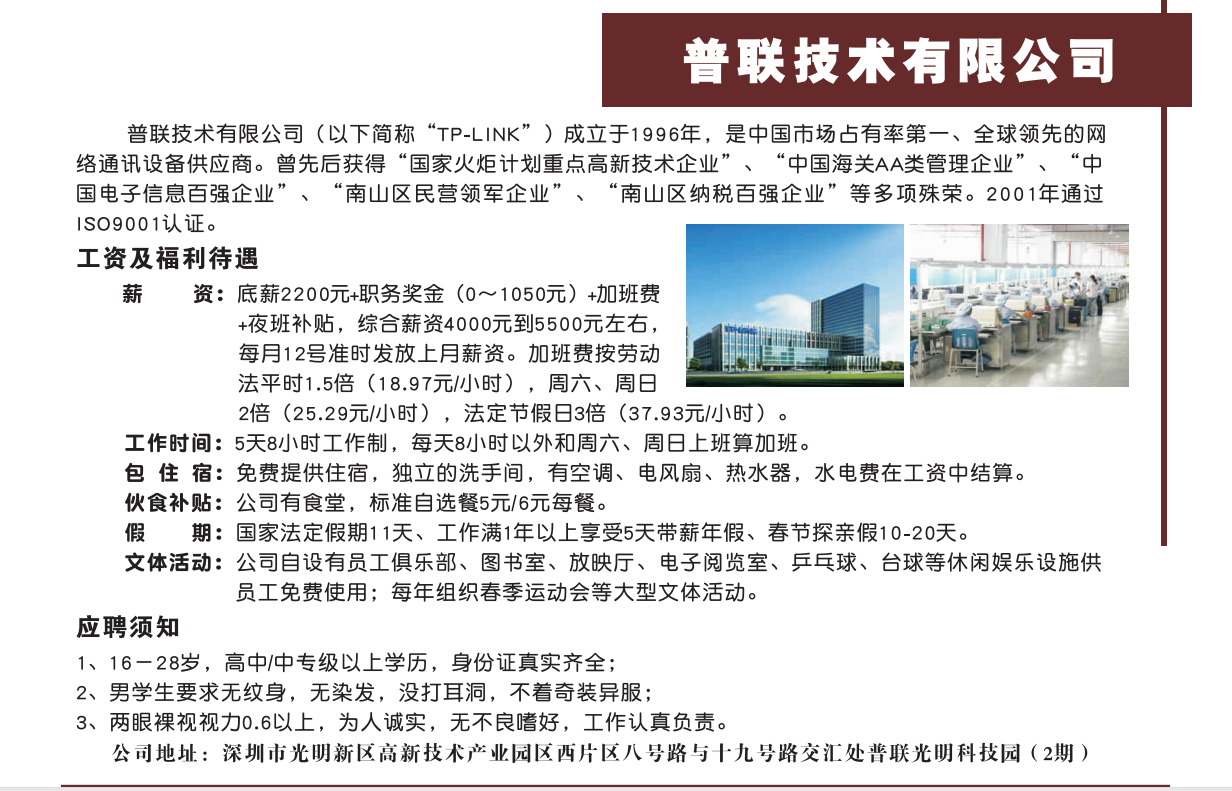 普联技术有限公司
普联技术有限公司（以下简称“TP-LINK”）成立于1996年，是中国市场占有率第一、全球领先的网
络通讯设备供应商。曾先后获得“国家火炬计划重点高新技术企业”、“中国海关AA类管理企业”、“中
国电子信息百强企业”、“南山区民营领军企业”、“南山区纳税百强企业”等多项殊荣。2001年通过
ISO9001认证。
工资及福利待遇
薪 资：底薪2200元+职务奖金（0～1050元）+加班费
+夜班补贴，综合薪资4000元到5500元左右，
每月12号准时发放上月薪资。加班费按劳动
法平时1.5倍（18.97元/小时），周六、周日
2倍（25.29元/小时），法定节假日3倍（37.93元/小时）。
工作时间：5天8小时工作制，每天8小时以外和周六、周日上班算加班。
包 住 宿：免费提供住宿，独立的洗手间，有空调、电风扇、热水器，水电费在工资中结算。
伙食补贴：公司有食堂，标准自选餐5元/6元每餐。
假 期：国家法定假期11天、工作满1年以上享受5天带薪年假、春节探亲假10-20天。
文体活动：公司自设有员工俱乐部、图书室、放映厅、电子阅览室、乒乓球、台球等休闲娱乐设施供
员工免费使用；每年组织春季运动会等大型文体活动。
应聘须知
1、16－28岁，高中/中专级以上学历，身份证真实齐全；
2、男学生要求无纹身，无染发，没打耳洞，不着奇装异服；
3、两眼裸视视力0.6以上，为人诚实，无不良嗜好，工作认真负责。
公司地址：深圳市光明新区高新技术产业园区西片区八号路与十九号路交汇处普联光明科技园（2期）